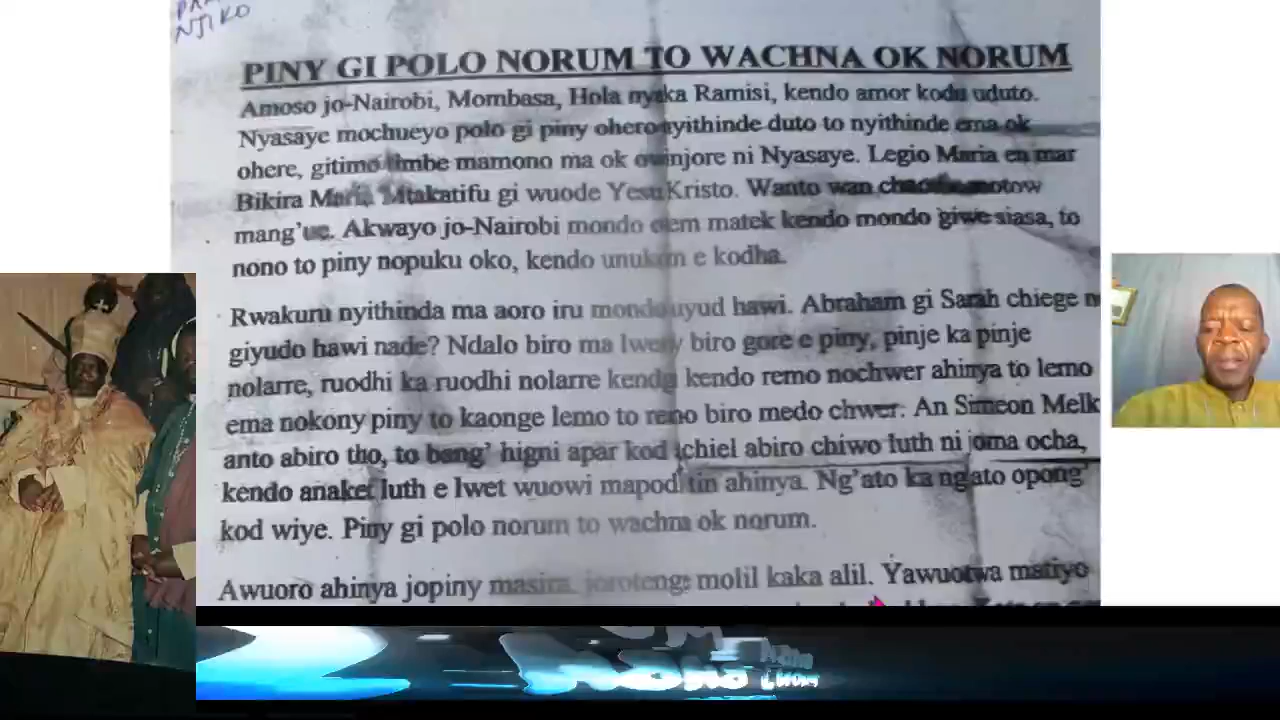 NJIKO
PINY GI POLO NORUM TO WACHNA OK NORUM
Amoso jo-Nairobi, Mombasa, Hola nyaka Ramisi, kendo amor kodu uduto.
Nyasaye mochueyo polo gi piny ohero nyithinde duto to nyithinde ema ok
ohere, gitimo timbe mamono ma ok owinjore ni Nyasaye. Legio Maria en mar
Bikira Maria Mtakatifu gi wuode Yesu Kristo. Wanto wan motow
mang'ue. Akwayo jo-Nairobi mondo olem matek kendo mondo giwe siasa, to
nono to piny nopuku oko, kendo unukun e kodha.
Rwakuru nyithinda ma aoro iru mondo uyud hawi. Abraham gi Sarah chiege
giyudo hawi nade? Ndalo biro ma lweny biro gore e piny, pinje ka pinje
nolarre, ruodhi ka ruodhi nolarre kendo remo nochwer ahinya to lemo
ema nokony piny to kaonge lemo to remo biro medo chwer. An Simeon Melk
anto abiro tho, to bang' higni apar kod ichiel abiro chiwo luth ni joma ocha,
kendo anaket luth e lwet wuowi mapod tin ahinya. Ng'ato ka ngato opong'
kod wiye. Piny gi polo norum to wachna ok norum.
Awuoro ahinya jopiny masira, jorotenge molil kaka alil. Yawuotwa matiyo